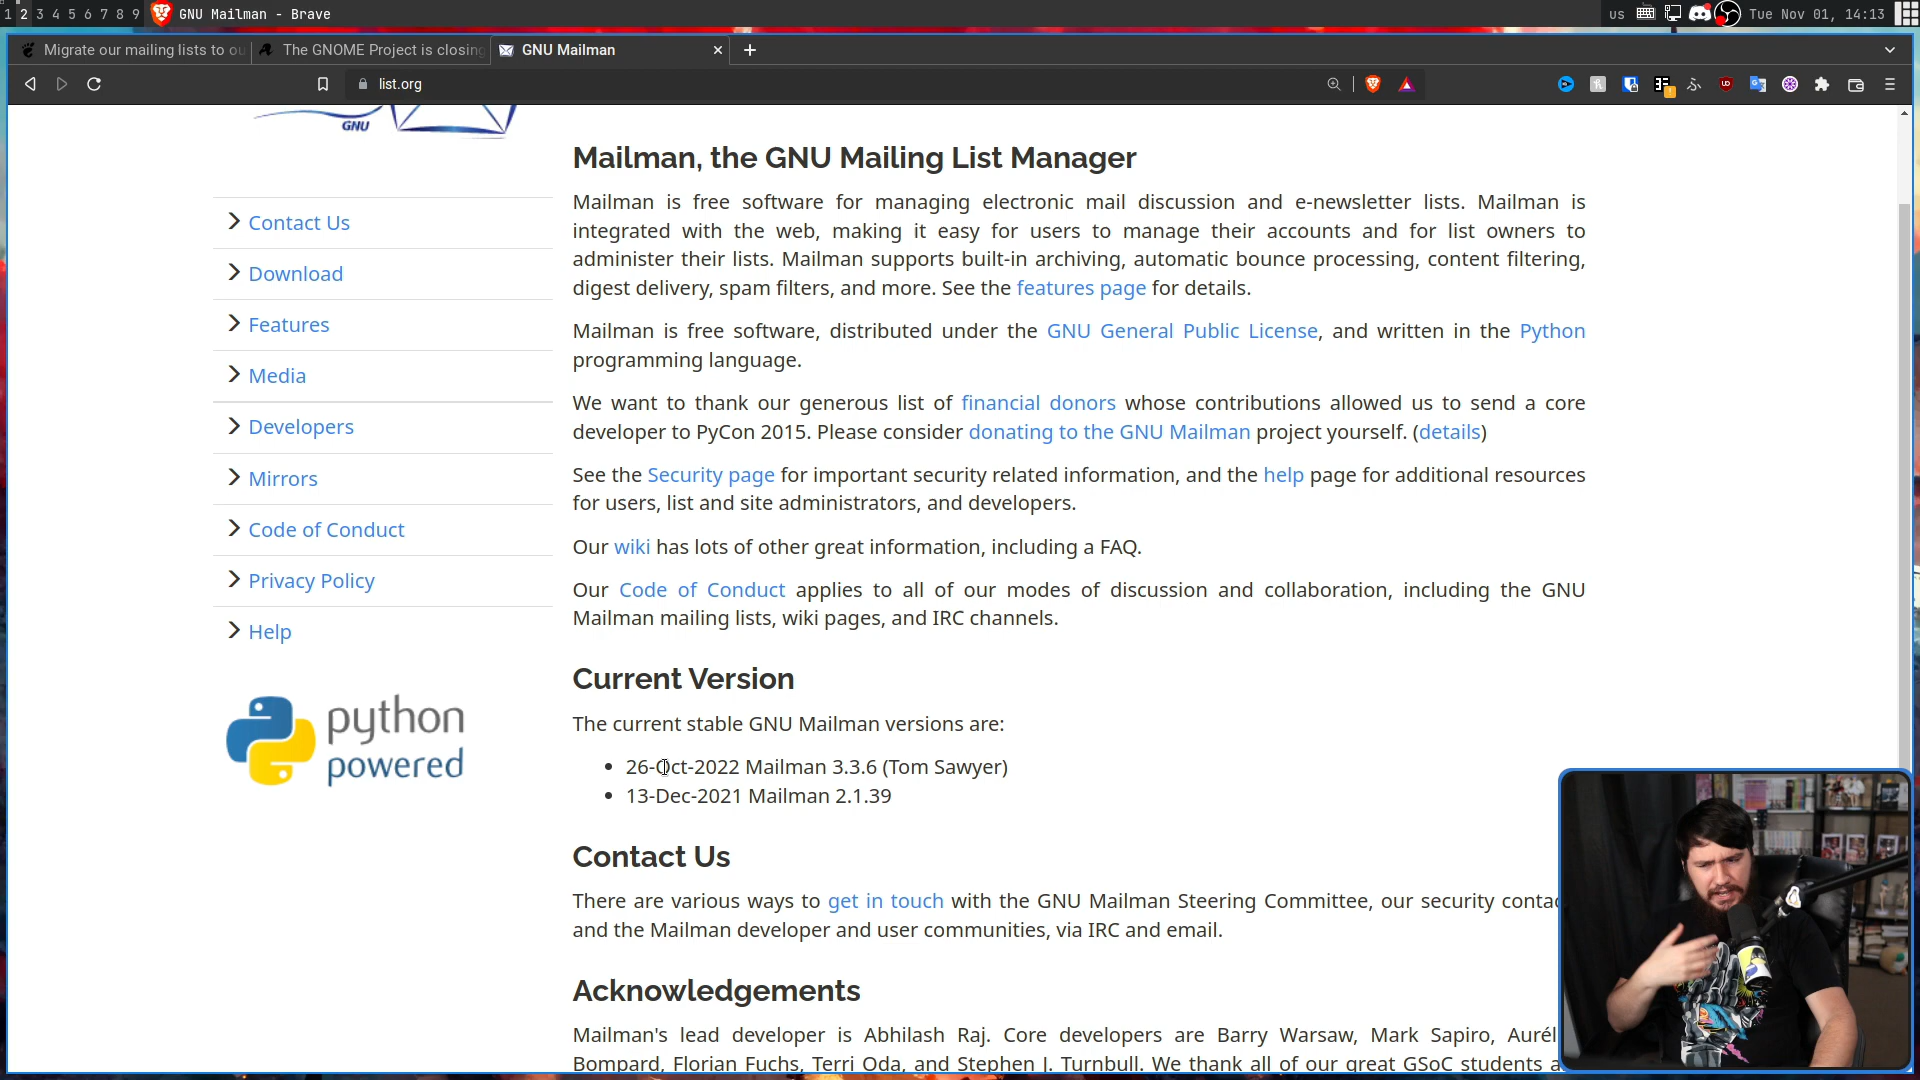 1 2 3 4 5 6 7 8 9 GNU Mailman - Brave us Tue Nov 01, 14:13
Migrate our mailing lists to ou The GNOME Project is closing GNU Mailman
list.org
GNU
Mailman, the GNU Mailing List Manager
Mailman is free software for managing electronic mail discussion and e-newsletter lists. Mailman is
integrated with the web, making it easy for users to manage their accounts and for list owners to
administer their lists. Mailman supports built-in archiving, automatic bounce processing, content filtering,
digest delivery, spam filters, and more. See the features page for details.
Mailman is free software, distributed under the GNU General Public License, and written in the Python
programming language.
We want to thank our generous list of financial donors whose contributions allowed us to send a core
developer to PyCon 2015. Please consider donating to the GNU Mailman project yourself. (details)
See the Security page for important security related information, and the help page for additional resources
for users, list and site administrators, and developers.
Our wiki has lots of other great information, including a FAQ.
Our Code of Conduct applies to all of our modes of discussion and collaboration, including the GNU
Mailman mailing lists, wiki pages, and IRC channels.
Current Version
The current stable GNU Mailman versions are:
26-Oct-2022 Mailman 3.3.6 (Tom Sawyer)
13-Dec-2021 Mailman 2.1.39
Contact Us
There are various ways to get in touch with the GNU Mailman Steering Committee, our security contac
and the Mailman developer and user communities, via IRC and email.
Acknowledgements
Mailman's lead developer is Abhilash Raj. Core developers are Barry Warsaw, Mark Sapiro, Aurél
Bompard, Florian Fuchs, Terri Oda, and Stephen J. Turnbull. We thank all of our great GSoC students a
Contact Us
Download
Features
Media
Developers
Mirrors
Code of Conduct
Privacy Policy
Help
python
powered